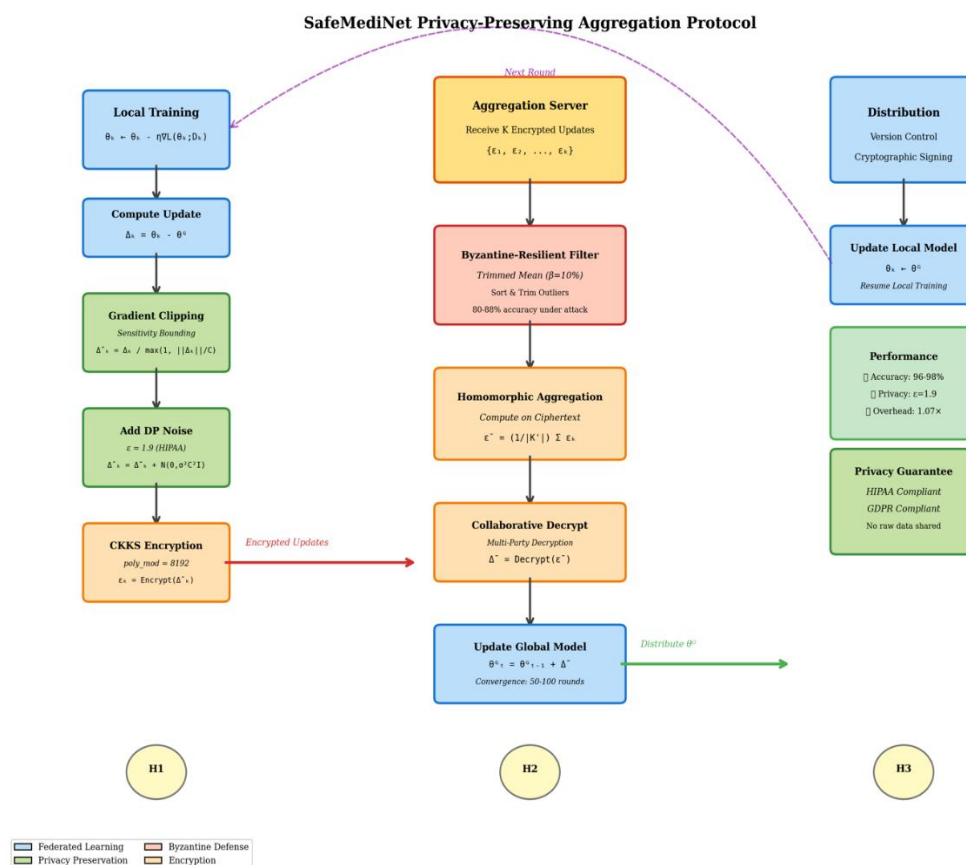 SafeMediNet Privacy-Preserving Aggregation Protocol
Next Round
Local Training
θₖ ← θₖ - η∇L(θₖ;Dₖ)
Compute Update
Δₖ = θₖ - θᴳ
Gradient Clipping
Sensitivity Bounding
Δ̄ₖ = Δₖ / max(1, ||Δₖ||/C)
Add DP Noise
ε = 1.9 (HIPAA)
Δ̃ₖ = Δ̄ₖ + N(0,σ²C²I)
CKKS Encryption
poly_mod = 8192
εₖ = Encrypt(Δ̃ₖ)
Encrypted Updates
Aggregation Server
Receive K Encrypted Updates
{ε₁, ε₂, ..., εₖ}
Byzantine-Resilient Filter
Trimmed Mean (β=10%)
Sort & Trim Outliers
80-88% accuracy under attack
Homomorphic Aggregation
Compute on Ciphertext
ε̄ = (1/|K'|) Σ εₖ
Collaborative Decrypt
Multi-Party Decryption
Δ̄ = Decrypt(ε̄)
Update Global Model
θᴳₜ = θᴳₜ₋₁ + Δ̄
Convergence: 50-100 rounds
Distribute θᴳ
Distribution
Version Control
Cryptographic Signing
Update Local Model
θₖ ← θᴳ
Resume Local Training
Performance
Accuracy: 96-98%
Privacy: ε=1.9
Overhead: 1.07×
Privacy Guarantee
HIPAA Compliant
GDPR Compliant
No raw data shared
H1
H2
H3
Federated Learning
Privacy Preservation
Byzantine Defense
Encryption